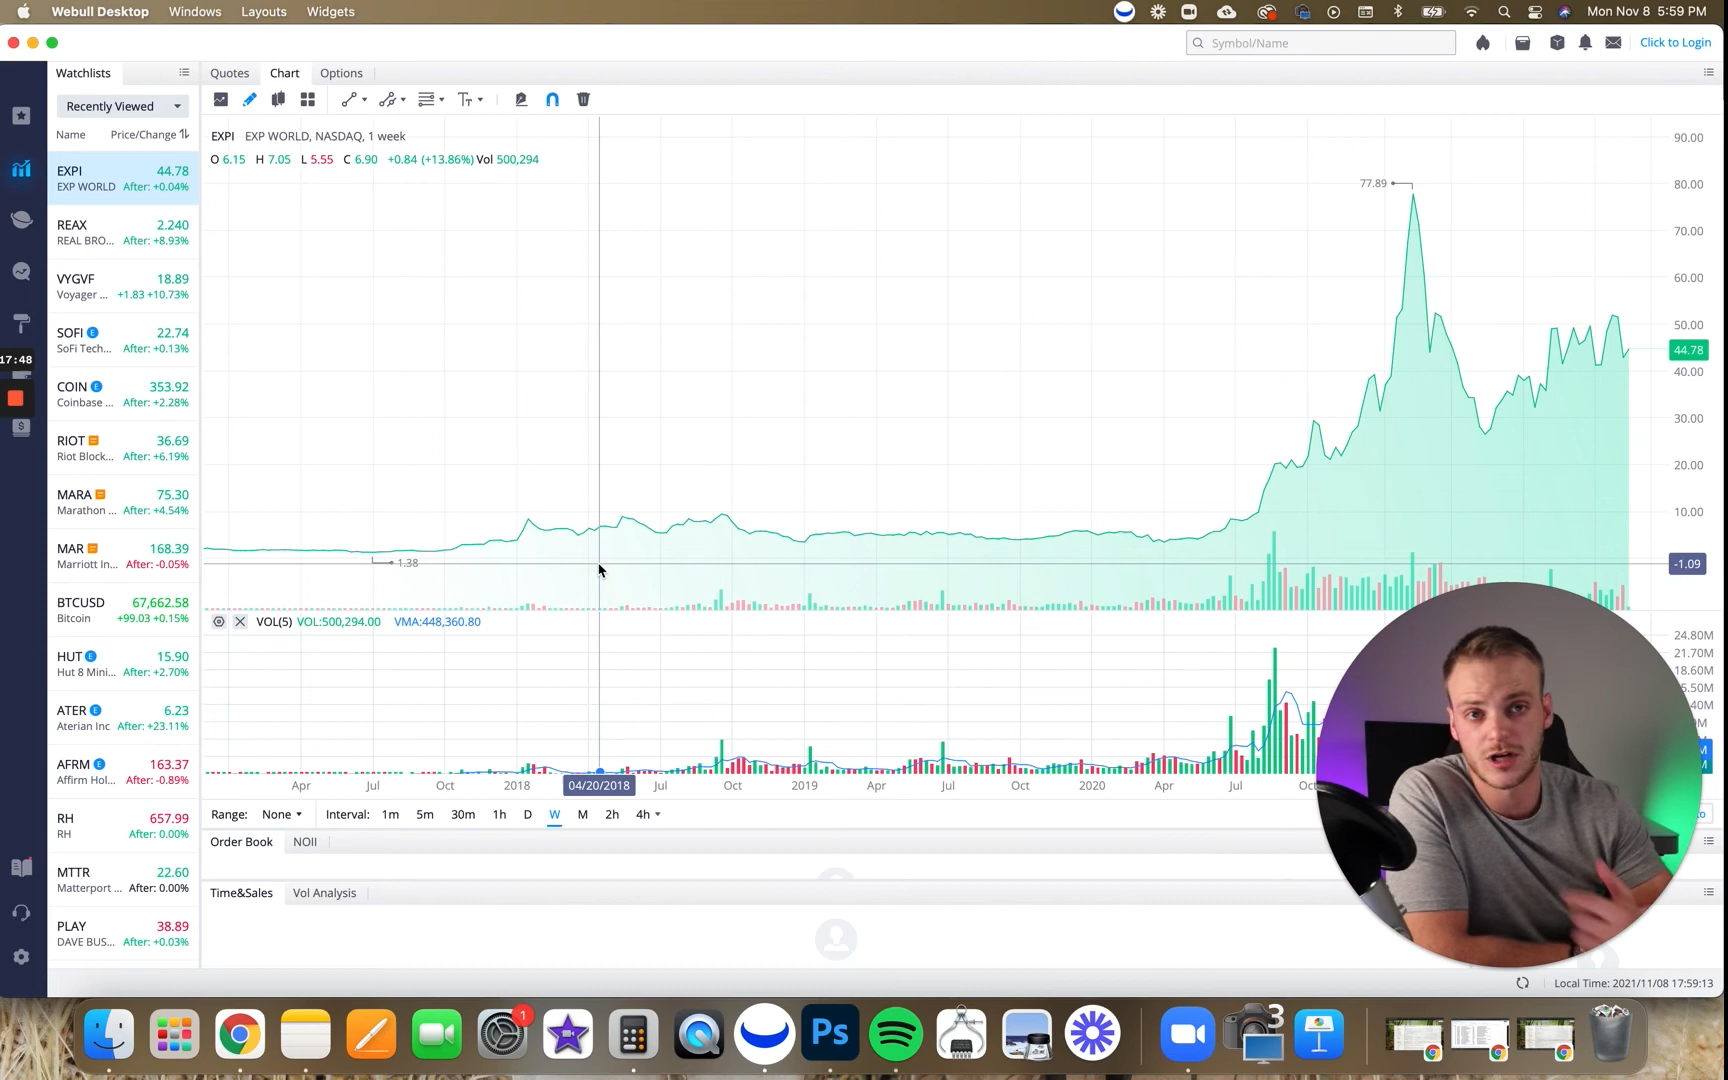 Webull Desktop Windows Layouts Widgets
Mon Nov 8 5:59 PM
Symbol/Name
Click to Login
Watchlists
Quotes Chart Options
Recently Viewed
Name Price/Change
EXPI 44.78
EXP WORLD After: +0.04%
REAX 2.240
REAL BRO... After: +8.93%
VYGVF 18.89
Voyager ... +1.83 +10.73%
SOFI E 22.74
SoFi Tech... After: +0.13%
17:48
COIN E 353.92
Coinbase ... After: +2.28%
RIOT 36.69
Riot Block... After: +6.19%
MARA 75.30
Marathon ... After: +4.54%
MAR 168.39
Marriott In... After: -0.05%
BTCUSD 67,662.58
Bitcoin +99.03 +0.15%
HUT E 15.90
Hut 8 Mini... After: +2.70%
ATER E 6.23
Aterian Inc After: +23.11%
AFRM E 163.37
Affirm Hol... After: -0.89%
RH 657.99
RH After: 0.00%
MTTR 22.60
Matterport ... After: 0.00%
PLAY 38.89
DAVE BUS... After: +0.03%
EXPI EXP WORLD, NASDAQ, 1 week
O 6.15 H 7.05 L 5.55 C 6.90 +0.84 (+13.86%) Vol 500,294
77.89
1.38
90.00
80.00
70.00
60.00
50.00
44.78
40.00
30.00
20.00
10.00
-1.09
VOL(5) VOL:500,294.00 VMA:448,360.80
24.80M
21.70M
18.60M
5.50M
Apr Jul Oct 2018 04/20/2018 Jul Oct 2019 Apr Jul Oct 2020 Apr Jul Oc
Range: None Interval: 1m 5m 30m 1h D W M 2h 4h
Order Book NOII
Time&Sales Vol Analysis
Local Time: 2021/11/08 17:59:13
1
Ps
3